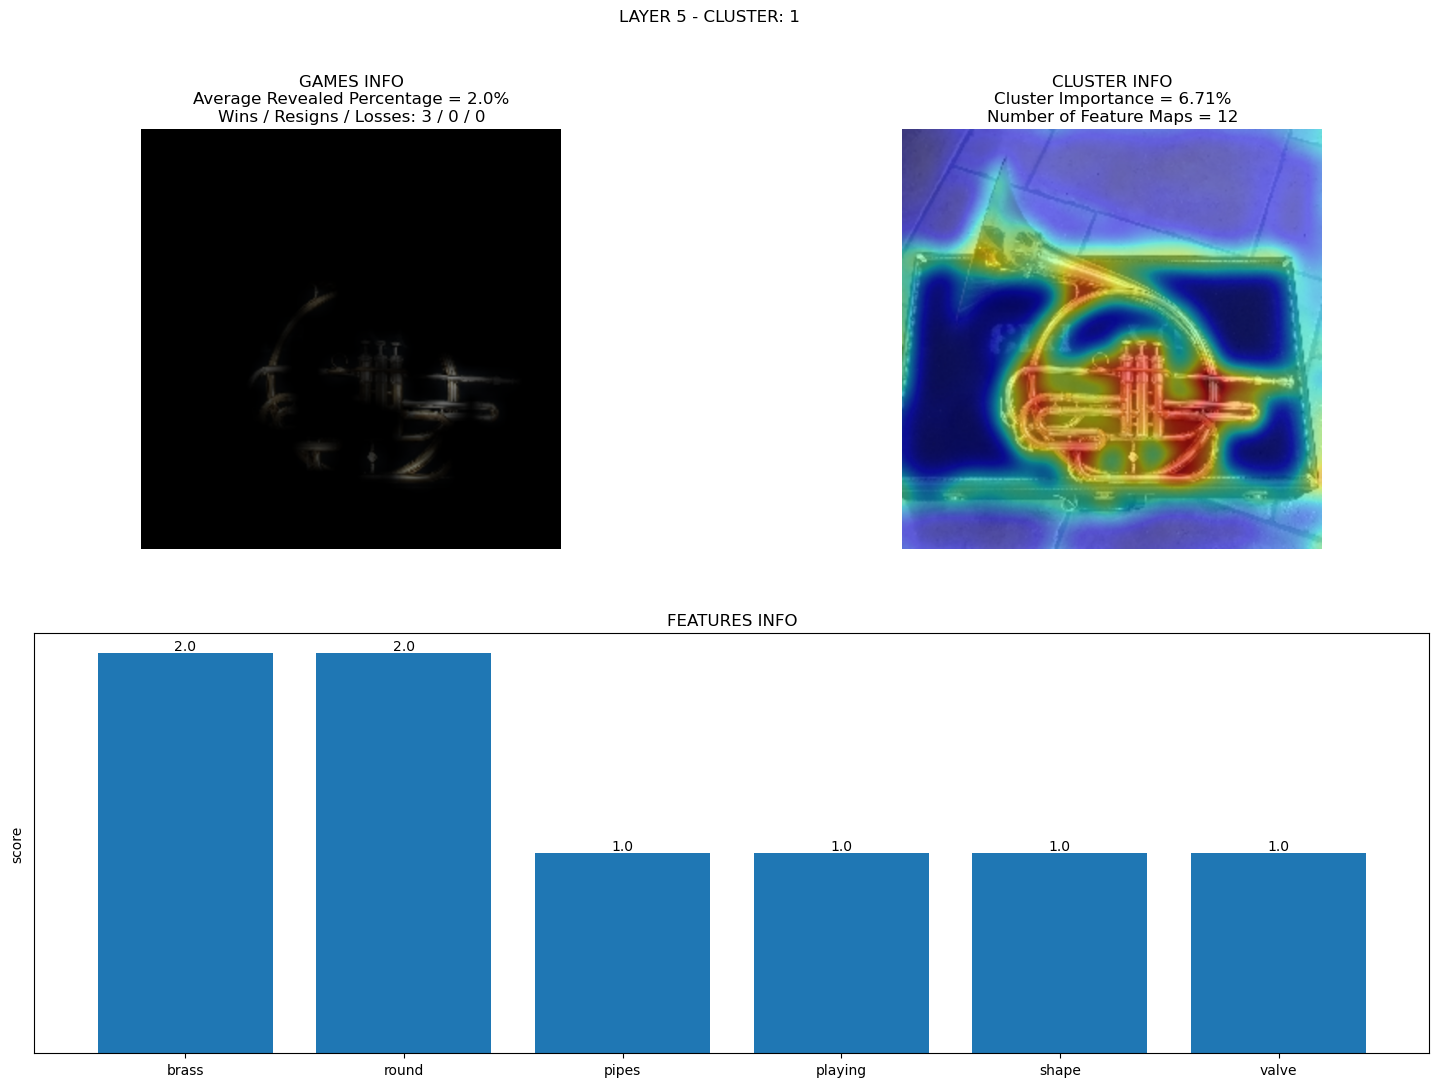 LAYER 5 - CLUSTER: 1
GAMES INFO
Average Revealed Percentage = 2.0%
Wins / Resigns / Losses: 3 / 0 / 0
CLUSTER INFO
Cluster Importance = 6.71%
Number of Feature Maps = 12
FEATURES INFO
score
2.0
2.0
1.0
1.0
1.0
1.0
brass
round
pipes
playing
shape
valve